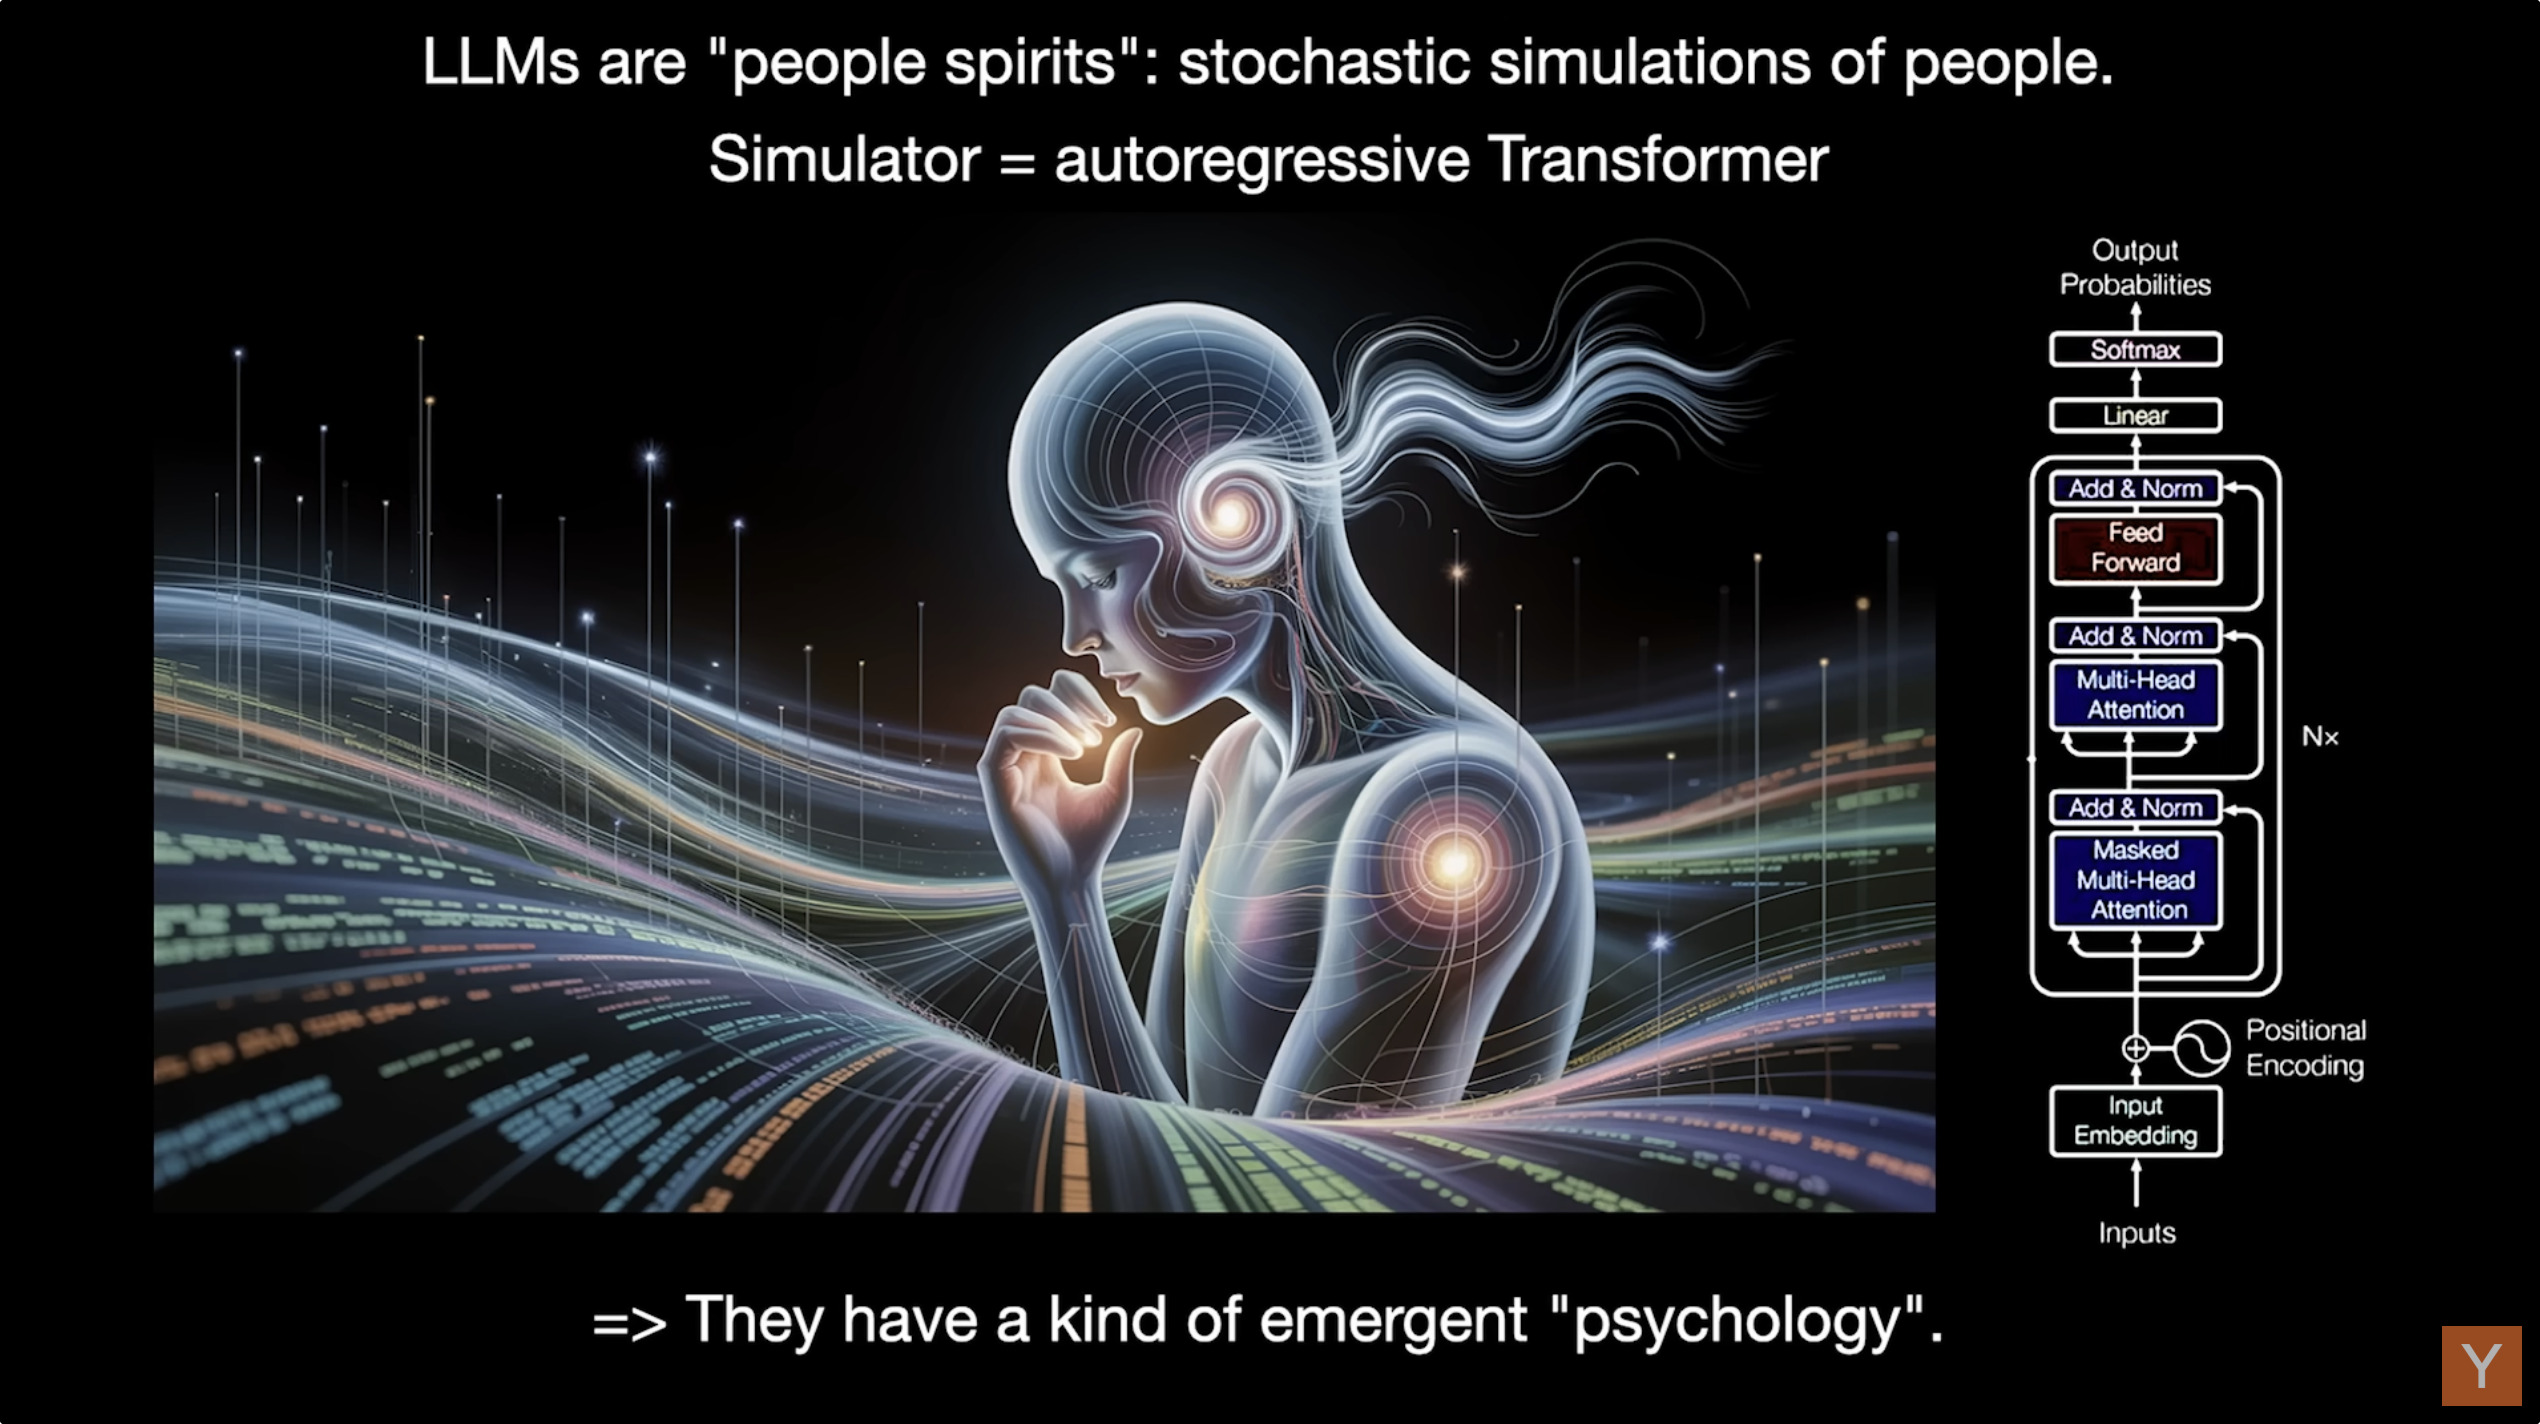 LLMs are "people spirits": stochastic simulations of people.
Simulator = autoregressive Transformer
Output
Probabilities
Softmax
Linear
Add & Norm
Feed
Forward
Add & Norm
Multi-Head
Attention
N×
Add & Norm
Masked
Multi-Head
Attention
Positional
Encoding
Input
Embedding
Inputs
=> They have a kind of emergent "psychology".
Y